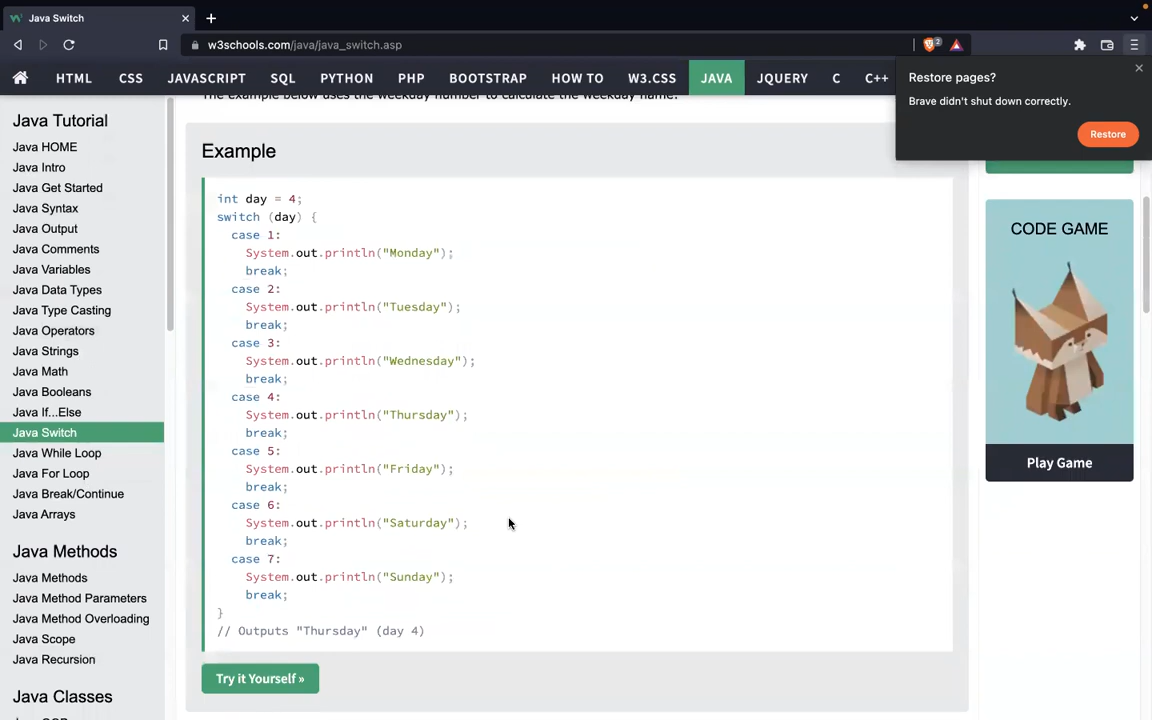 Java Switch
w3schools.com/java/java_switch.asp
2
HTML CSS JAVASCRIPT SQL PYTHON PHP BOOTSTRAP HOW TO W3.CSS JAVA JQUERY C C++
Restore pages?
Brave didn't shut down correctly.
Restore
Java Tutorial
Java HOME
Java Intro
Java Get Started
Java Syntax
Java Output
Java Comments
Java Variables
Java Data Types
Java Type Casting
Java Operators
Java Strings
Java Math
Java Booleans
Java If...Else
Java Switch
Java While Loop
Java For Loop
Java Break/Continue
Java Arrays
Java Methods
Java Methods
Java Method Parameters
Java Method Overloading
Java Scope
Java Recursion
Java Classes
The example below uses the weekday number to calculate the weekday name:
Example
int day = 4;
switch (day) {
case 1:
System.out.println("Monday");
break;
case 2:
System.out.println("Tuesday");
break;
case 3:
System.out.println("Wednesday");
break;
case 4:
System.out.println("Thursday");
break;
case 5:
System.out.println("Friday");
break;
case 6:
System.out.println("Saturday");
break;
case 7:
System.out.println("Sunday");
break;
}
// Outputs "Thursday" (day 4)
Try it Yourself »
CODE GAME
Play Game